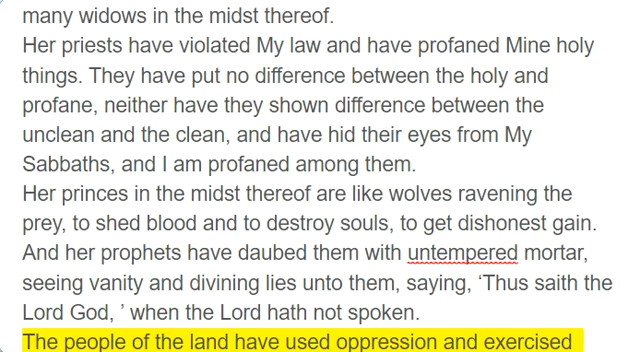 many widows in the midst thereof.
Her priests have violated My law and have profaned Mine holy
things. They have put no difference between the holy and
profane, neither have they shown difference between the
unclean and the clean, and have hid their eyes from My
Sabbaths, and I am profaned among them.
Her princes in the midst thereof are like wolves ravening the
prey, to shed blood and to destroy souls, to get dishonest gain.
And her prophets have daubed them with untempered mortar,
seeing vanity and divining lies unto them, saying, ‘Thus saith the
Lord God, ’ when the Lord hath not spoken.
The people of the land have used oppression and exercised